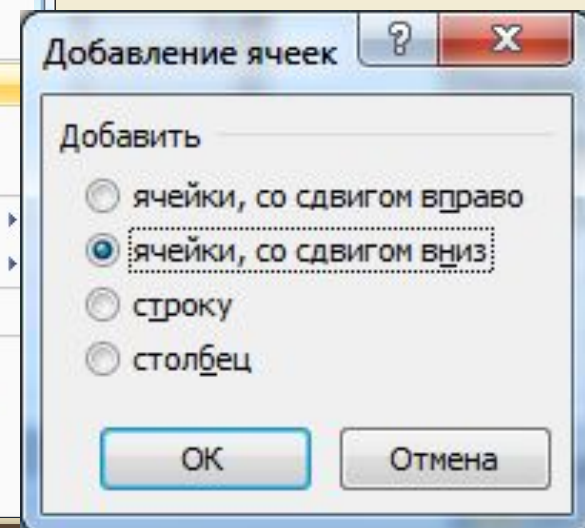 Добавление ячеек ?
Добавить
ячейки, со сдвигом вправо
ячейки, со сдвигом вниз
строку
столбец
ОК Отмена